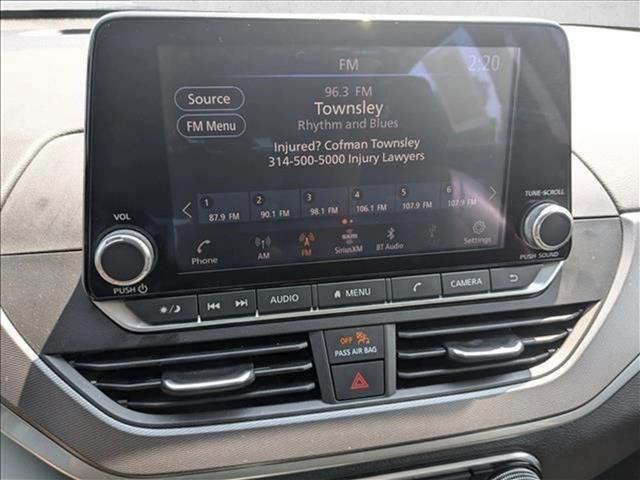 FM
2:20
Source
FM Menu
96.3 FM
Townsley
Rhythm and Blues
Injured? Cofman Townsley
314-500-5000 Injury Lawyers
1 2 3 4 5 6
87.9 FM 90.1 FM 98.1 FM 106.1 FM 107.9 FM 107.9 FM
Phone AM FM SXM SiriusXM BT Audio Settings
VOL
PUSH
TUNE-SCROLL
PUSH SOUND
AUDIO MENU CAMERA
OFF
PASS AIR BAG